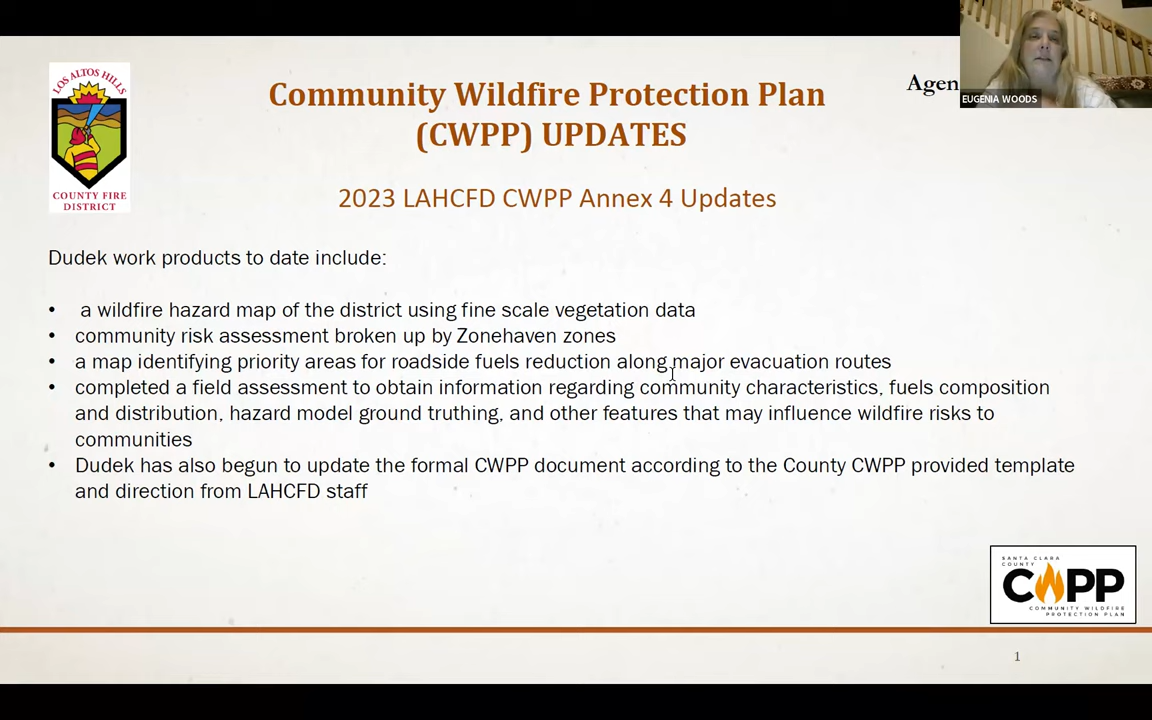 LOS ALTOS HILLS
COUNTY FIRE
DISTRICT
Community Wildfire Protection Plan
(CWPP) UPDATES
Agen
EUGENIA WOODS
2023 LAHCFD CWPP Annex 4 Updates
Dudek work products to date include:
• a wildfire hazard map of the district using fine scale vegetation data
• community risk assessment broken up by Zonehaven zones
• a map identifying priority areas for roadside fuels reduction along major evacuation routes
• completed a field assessment to obtain information regarding community characteristics, fuels composition
and distribution, hazard model ground truthing, and other features that may influence wildfire risks to
communities
• Dudek has also begun to update the formal CWPP document according to the County CWPP provided template
and direction from LAHCFD staff
SANTA CLARA
COUNTY
CWPP
COMMUNITY WILDFIRE
PROTECTION PLAN
1